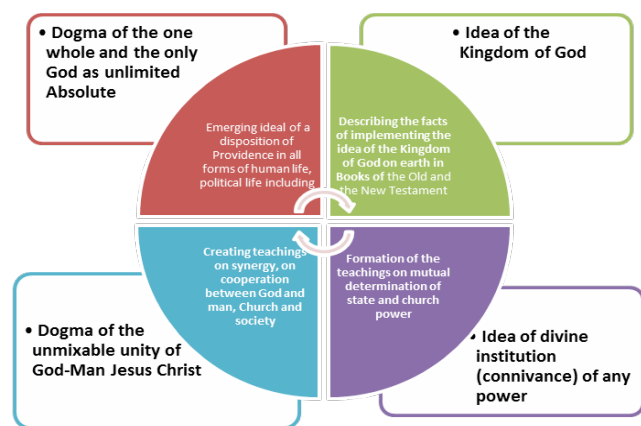 • Dogma of the one
whole and the only
God as unlimited
Absolute
• Idea of the
Kingdom of God
Emerging ideal of a
disposition of
Providence in all
forms of human life,
political life including
Describing the facts
of implementing the
idea of the Kingdom
of God on earth in
Books of the Old and
the New Testament
Creating teachings
on synergy, on
cooperation
between God and
man, Church and
society
Formation of the
teachings on mutual
determination of
state and church
power
• Dogma of the
unmixable unity of
God-Man Jesus Christ
• Idea of divine
institution
(connivance) of any
power